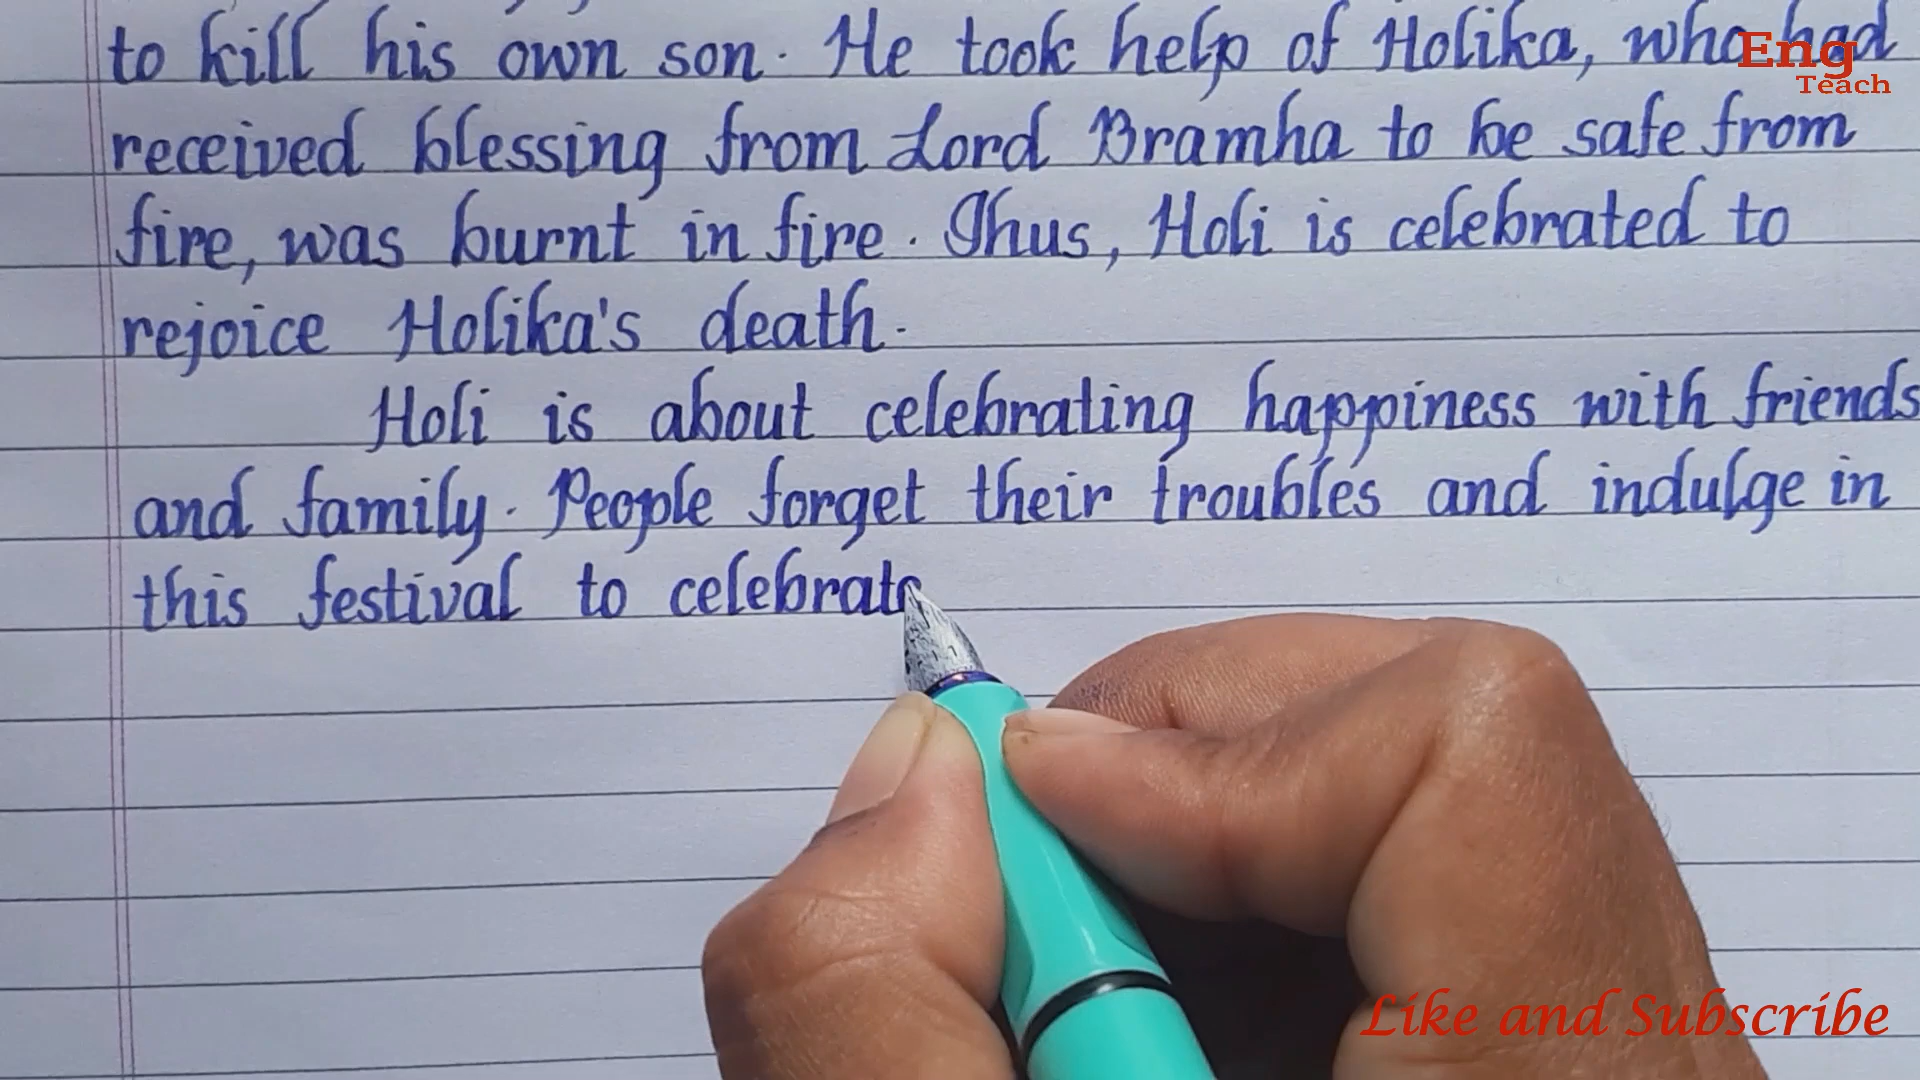 to kill his own son. He took help of Holika, who had
Eng
Teach
received blessing from Lord Bramha to be safe from
fire, was burnt in fire. Thus, Holi is celebrated to
rejoice Holika's death.
Holi is about celebrating happiness with friends
and family. People forget their troubles and indulge in
this festival to celebrate
Like and Subscribe